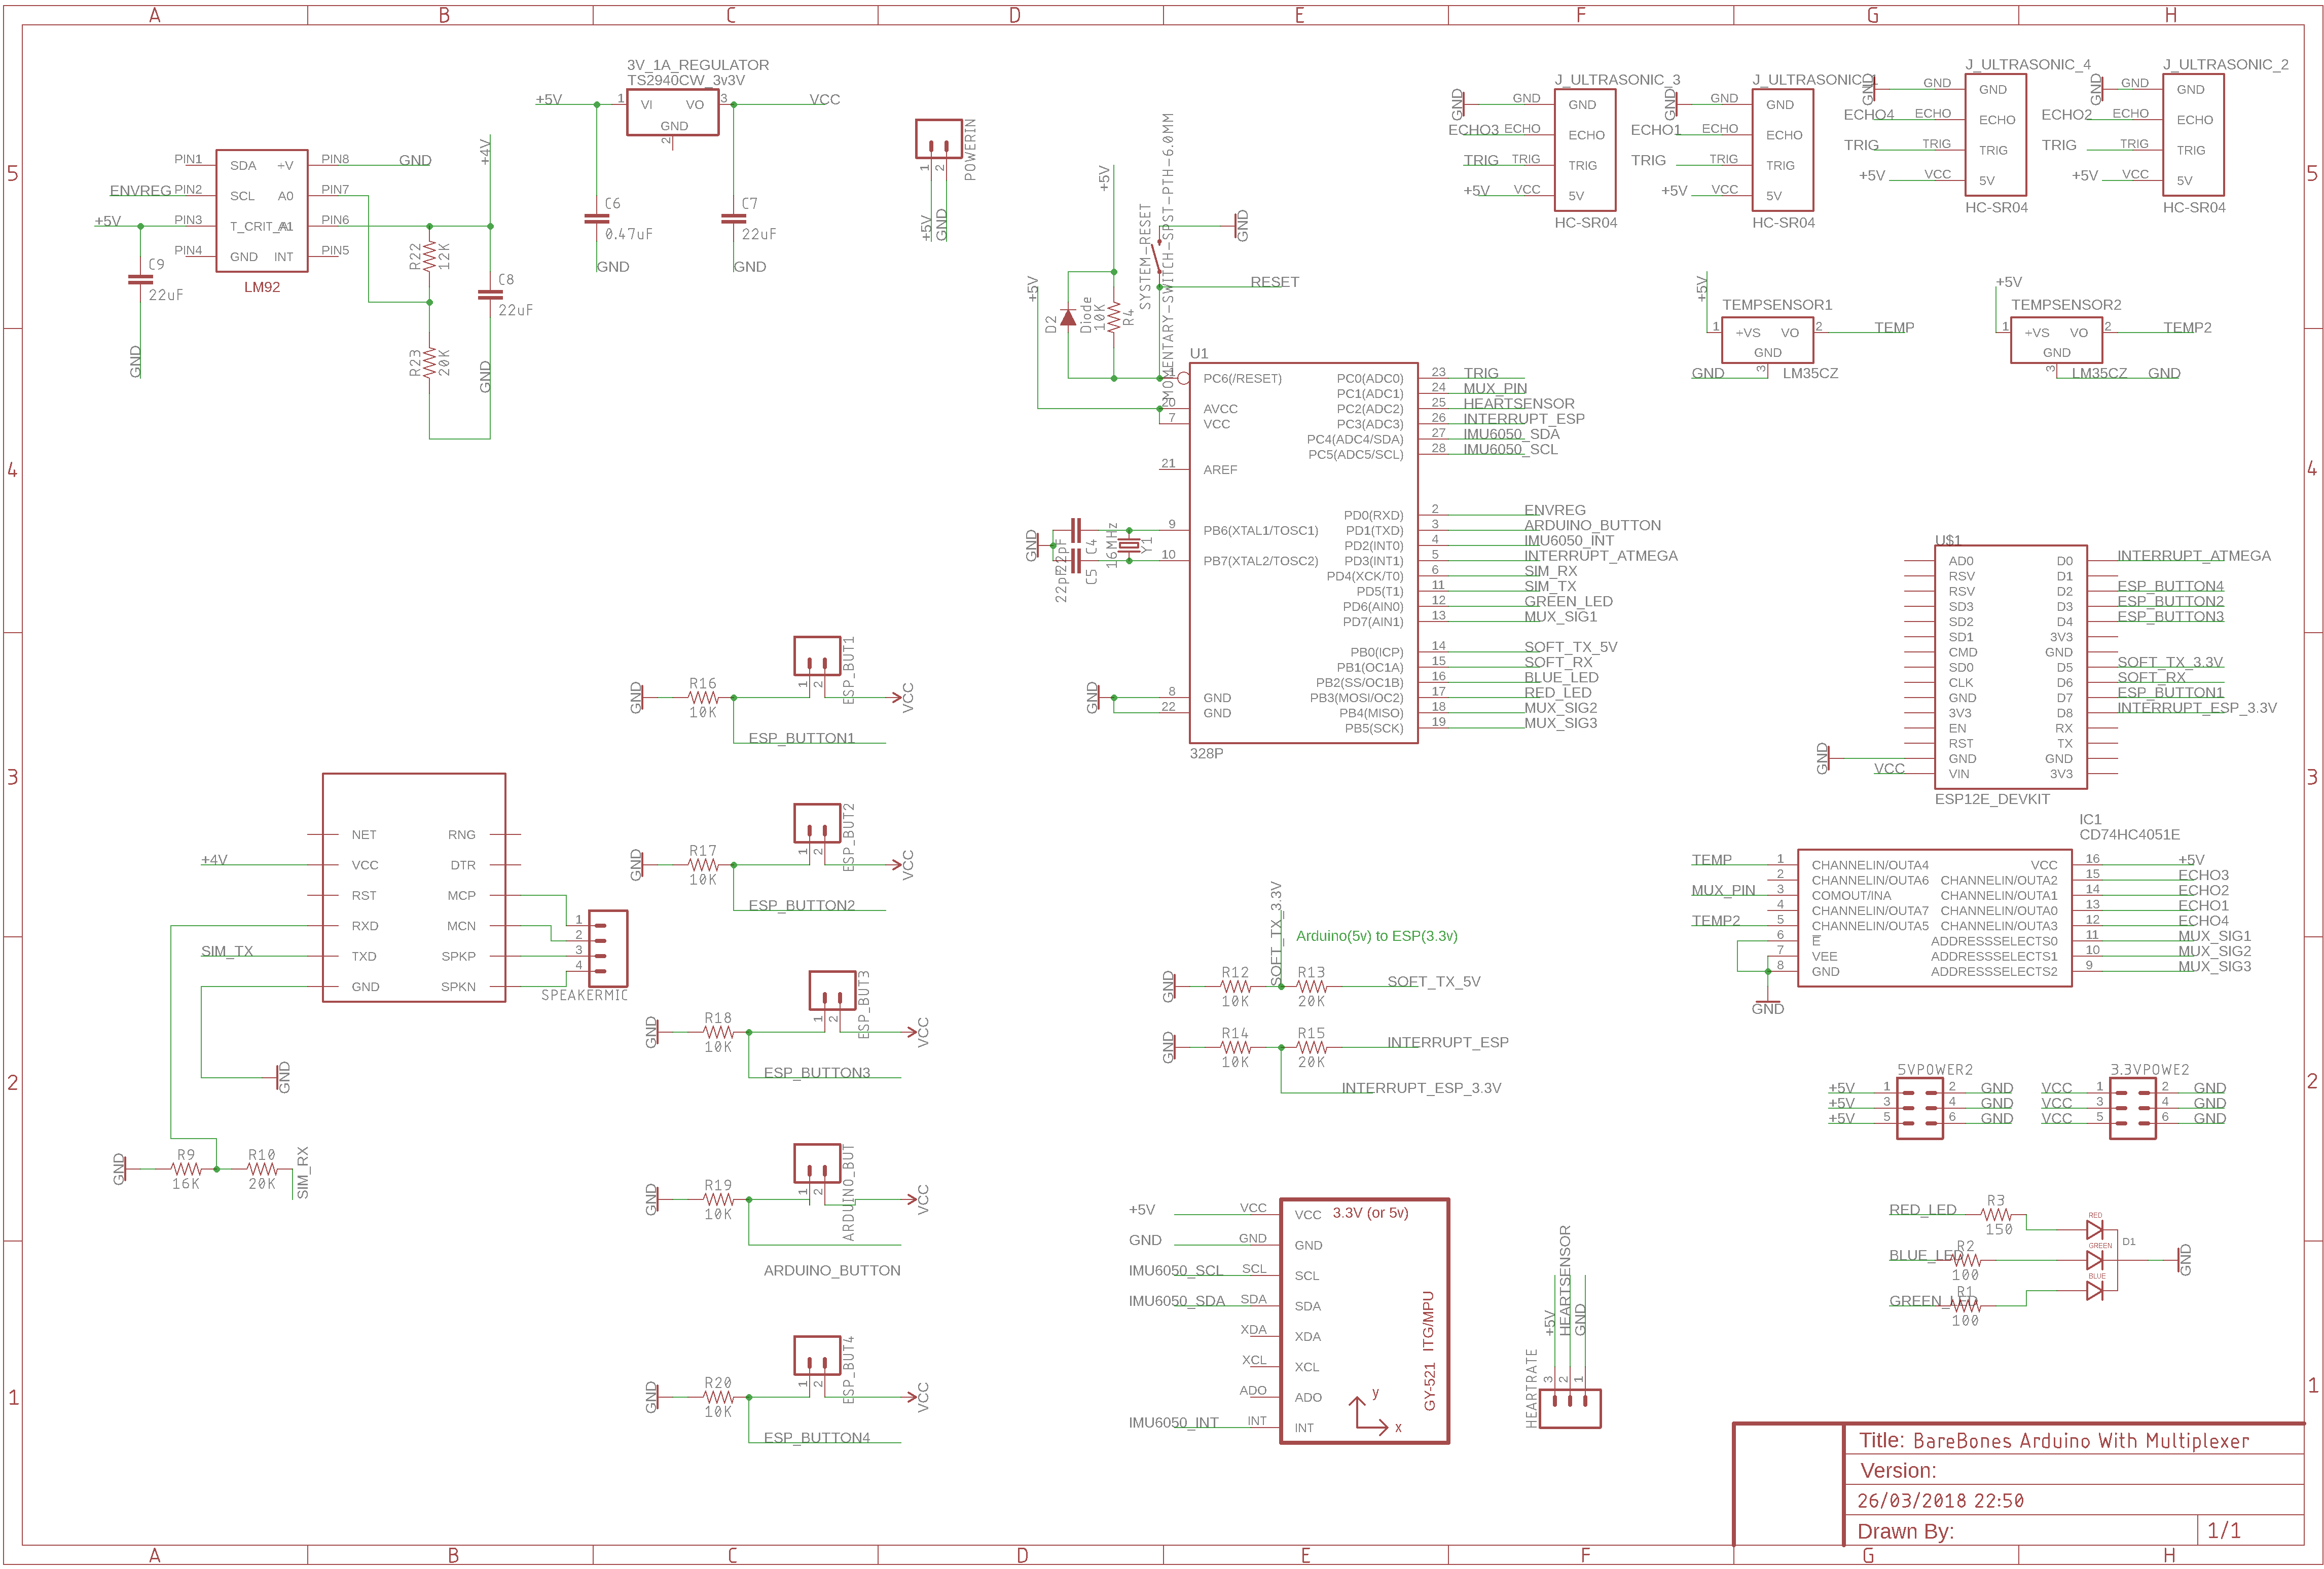 A
B
C
D
E
F
G
H
5
4
3
2
1
PIN1
PIN2
PIN3
PIN4
ENVREG
+5V
SDA
SCL
T_CRIT_A
GND
+V
A0
A1
INT
PIN8
PIN7
PIN6
PIN5
GND
LM92
C9
22uF
GND
+4V
R22
12K
R23
20K
C8
22uF
GND
3V_1A_REGULATOR
TS2940CW_3v3V
+5V
1
VI
VO
3
VCC
GND
2
C6
0.47uF
GND
C7
22uF
GND
POWERIN
1
2
+5V
GND
+5V
SYSTEM-RESET
MOMENTARY-SWITCH-SPST-PTH-6.0MM
GND
RESET
+5V
D2
Diode
10K
R4
U1
1
PC6(/RESET)
20
AVCC
7
VCC
21
AREF
9
PB6(XTAL1/TOSC1)
10
PB7(XTAL2/TOSC2)
8
GND
22
GND
GND
GND
22pF
C4
22pF
C5
16MHz
Y1
PC0(ADC0) 23 TRIG
PC1(ADC1) 24 MUX_PIN
PC2(ADC2) 25 HEARTSENSOR
PC3(ADC3) 26 INTERRUPT_ESP
PC4(ADC4/SDA) 27 IMU6050_SDA
PC5(ADC5/SCL) 28 IMU6050_SCL
PD0(RXD) 2 ENVREG
PD1(TXD) 3 ARDUINO_BUTTON
PD2(INT0) 4 IMU6050_INT
PD3(INT1) 5 INTERRUPT_ATMEGA
PD4(XCK/T0) 6 SIM_RX
PD5(T1) 11 SIM_TX
PD6(AIN0) 12 GREEN_LED
PD7(AIN1) 13 MUX_SIG1
PB0(ICP) 14 SOFT_TX_5V
PB1(OC1A) 15 SOFT_RX
PB2(SS/OC1B) 16 BLUE_LED
PB3(MOSI/OC2) 17 RED_LED
PB4(MISO) 18 MUX_SIG2
PB5(SCK) 19 MUX_SIG3
328P
J_ULTRASONIC_3
GND GND GND
ECHO3 ECHO ECHO
TRIG TRIG TRIG
+5V VCC 5V
HC-SR04
J_ULTRASONIC_1
GND GND GND
ECHO1 ECHO ECHO
TRIG TRIG TRIG
+5V VCC 5V
HC-SR04
J_ULTRASONIC_4
GND GND GND
ECHO4 ECHO ECHO
TRIG TRIG TRIG
+5V VCC 5V
HC-SR04
J_ULTRASONIC_2
GND GND GND
ECHO2 ECHO ECHO
TRIG TRIG TRIG
+5V VCC 5V
HC-SR04
+5V
TEMPSENSOR1
1 +VS VO 2 TEMP
GND
GND 3 LM35CZ
+5V
TEMPSENSOR2
1 +VS VO 2 TEMP2
GND
3 LM35CZ GND
U$1
AD0 D0 INTERRUPT_ATMEGA
RSV D1
RSV D2 ESP_BUTTON4
SD3 D3 ESP_BUTTON2
SD2 D4 ESP_BUTTON3
SD1 3V3
CMD GND
SD0 D5 SOFT_TX_3.3V
CLK D6 SOFT_RX
GND D7 ESP_BUTTON1
3V3 D8 INTERRUPT_ESP_3.3V
EN RX
RST TX
GND GND GND
VCC VIN 3V3
ESP12E_DEVKIT
IC1
CD74HC4051E
TEMP 1 CHANNELIN/OUTA4 VCC 16 +5V
2 CHANNELIN/OUTA6 CHANNELIN/OUTA2 15 ECHO3
MUX_PIN 3 COMOUT/INA CHANNELIN/OUTA1 14 ECHO2
4 CHANNELIN/OUTA7 CHANNELIN/OUTA0 13 ECHO1
TEMP2 5 CHANNELIN/OUTA5 CHANNELIN/OUTA3 12 ECHO4
6 E ADDRESSSELECTS0 11 MUX_SIG1
7 VEE ADDRESSSELECTS1 10 MUX_SIG2
8 GND ADDRESSSELECTS2 9 MUX_SIG3
GND
NET RNG
+4V VCC DTR
RST MCP
RXD MCN
SIM_TX TXD SPKP
GND SPKN
1
2
3
4
SPEAKERMIC
GND
GND
R9
16K
R10
20K
SIM_RX
ESP_BUT1
1
2
GND
R16
10K
VCC
ESP_BUTTON1
ESP_BUT2
1
2
GND
R17
10K
VCC
ESP_BUTTON2
ESP_BUT3
1
2
GND
R18
10K
VCC
ESP_BUTTON3
ARDUINO_BUT
1
2
GND
R19
10K
VCC
ARDUINO_BUTTON
ESP_BUT4
1
2
GND
R20
10K
VCC
ESP_BUTTON4
SOFT_TX_3.3V
Arduino(5v) to ESP(3.3v)
GND
R12
10K
R13
20K
SOFT_TX_5V
GND
R14
10K
R15
20K
INTERRUPT_ESP
INTERRUPT_ESP_3.3V
+5V VCC VCC 3.3V (or 5v)
GND GND GND
IMU6050_SCL SCL SCL
IMU6050_SDA SDA SDA
XDA XDA
XCL XCL
ADO ADO
IMU6050_INT INT INT
GY-521 ITG/MPU
y
x
+5V
HEARTSENSOR
GND
HEARTRATE
3
2
1
5VPOWER2
+5V 1 2 GND
+5V 3 4 GND
+5V 5 6 GND
3.3VPOWE2
VCC 1 2 GND
VCC 3 4 GND
VCC 5 6 GND
RED_LED
R3
150
BLUE_LED
R2
100
GREEN_LED
R1
100
RED
GREEN
BLUE
D1
GND
Title: BareBones Arduino With Multiplexer
Version:
26/03/2018 22:50
Drawn By:
1/1
A
B
C
D
E
F
G
H
5
4
3
2
1